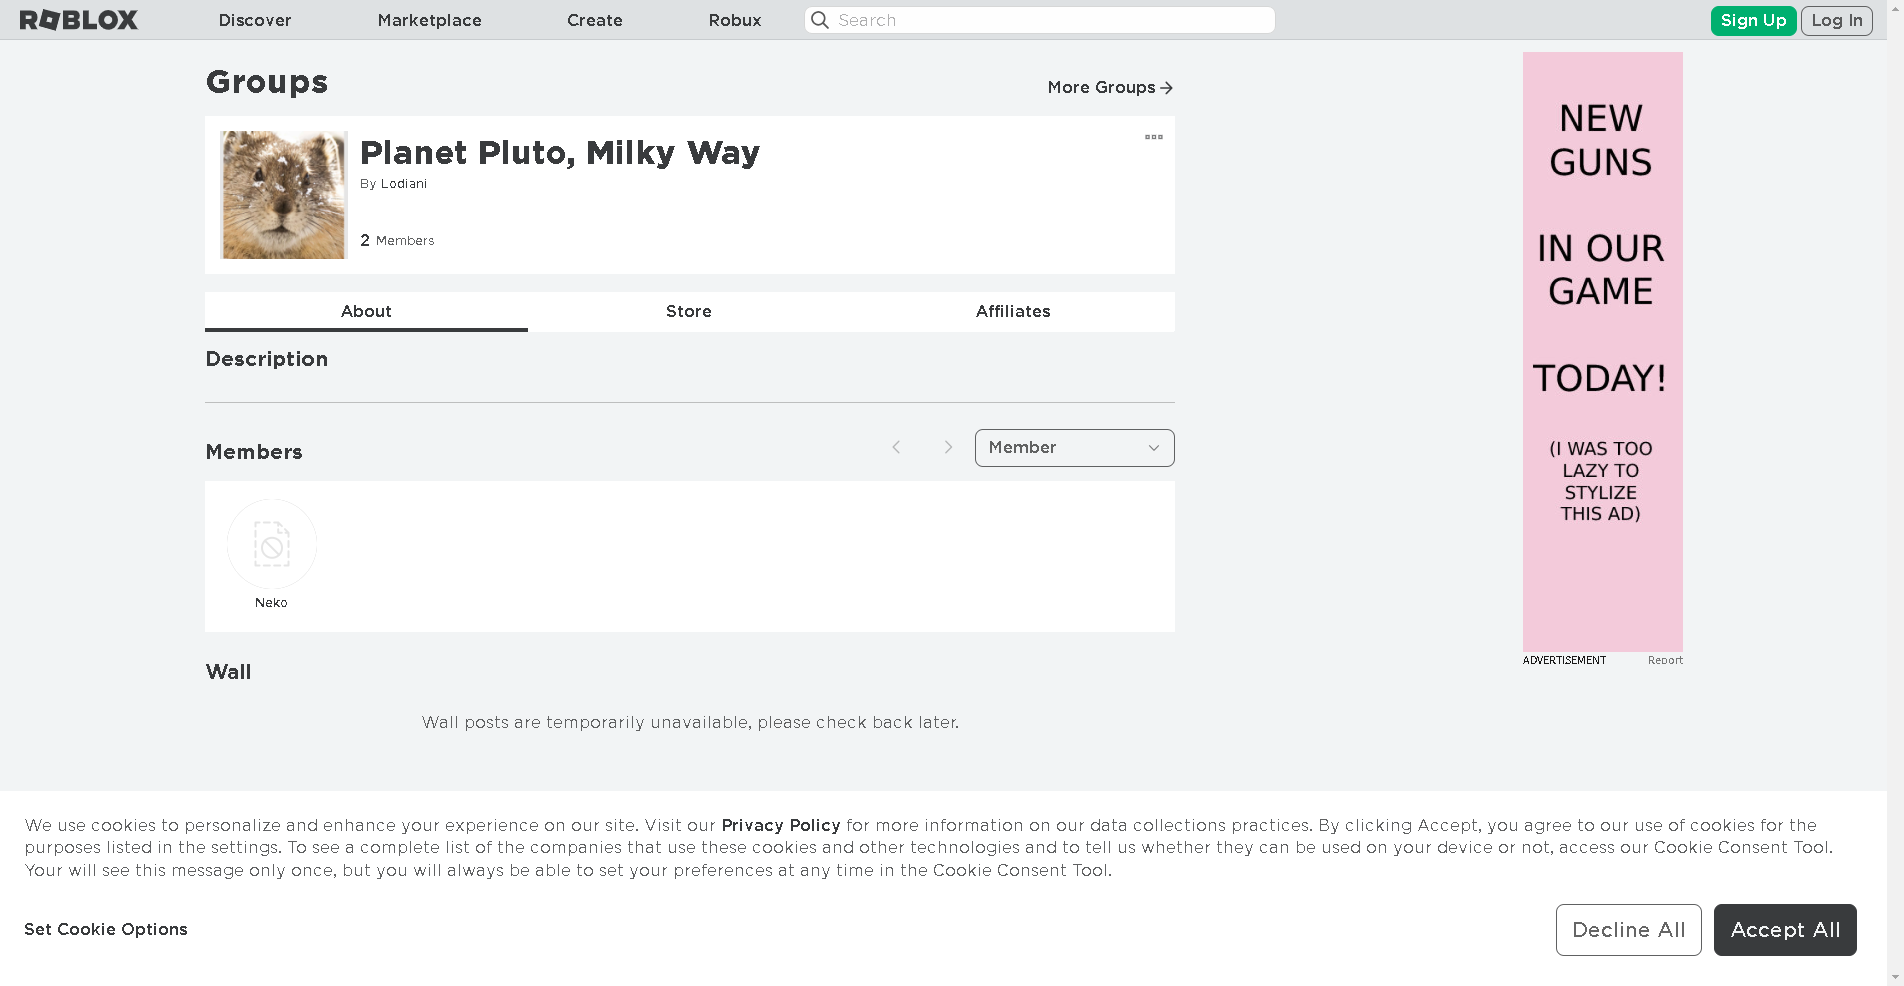 ROBLOX
Discover
Marketplace
Create
Robux
Search
Sign Up
Log In
Groups
More Groups
Planet Pluto, Milky Way
By Lodiani
2 Members
About
Store
Affiliates
Description
Members
Member
Neko
Wall
Wall posts are temporarily unavailable, please check back later.
NEW
GUNS
IN OUR
GAME
TODAY!
(I WAS TOO
LAZY TO
STYLIZE
THIS AD)
ADVERTISEMENT
Report
We use cookies to personalize and enhance your experience on our site. Visit our Privacy Policy for more information on our data collections practices. By clicking Accept, you agree to our use of cookies for the
purposes listed in the settings. To see a complete list of the companies that use these cookies and other technologies and to tell us whether they can be used on your device or not, access our Cookie Consent Tool.
Your will see this message only once, but you will always be able to set your preferences at any time in the Cookie Consent Tool.
Set Cookie Options
Decline All
Accept All